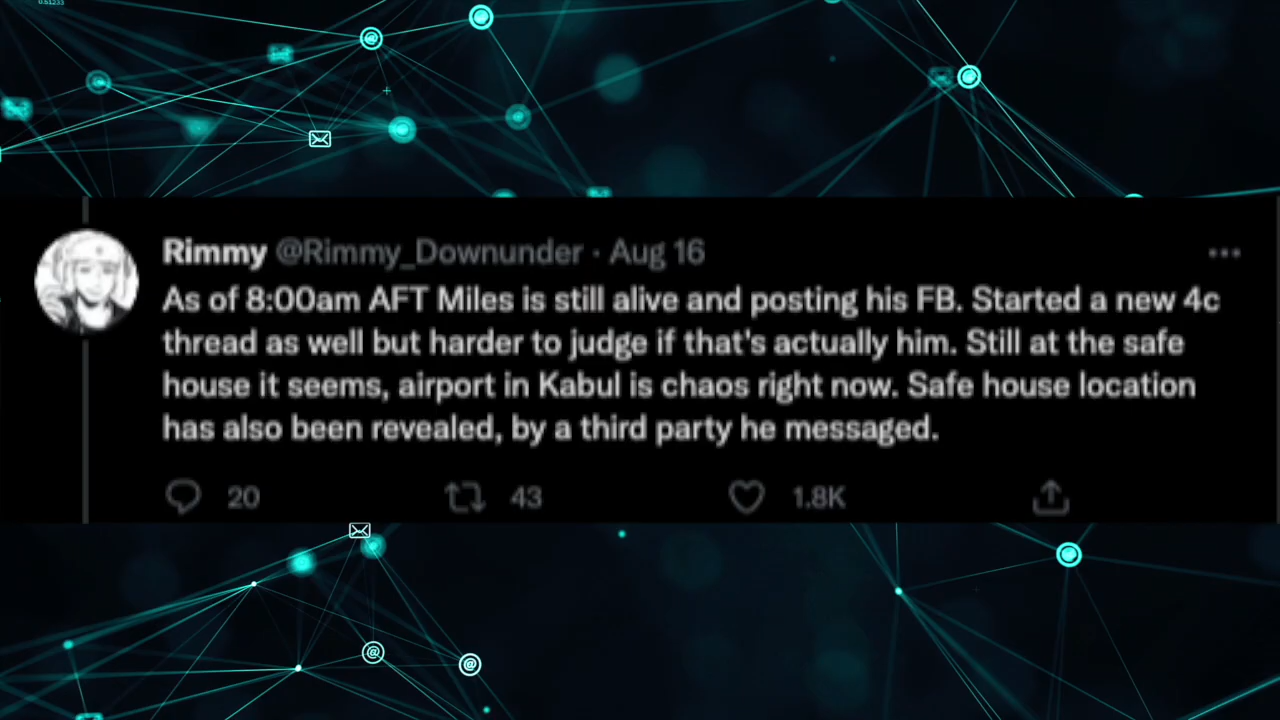 Rimmy @Rimmy_Downunder · Aug 16
As of 8:00am AFT Miles is still alive and posting his FB. Started a new 4c
thread as well but harder to judge if that's actually him. Still at the safe
house it seems, airport in Kabul is chaos right now. Safe house location
has also been revealed, by a third party he messaged.
20 43 1.8K